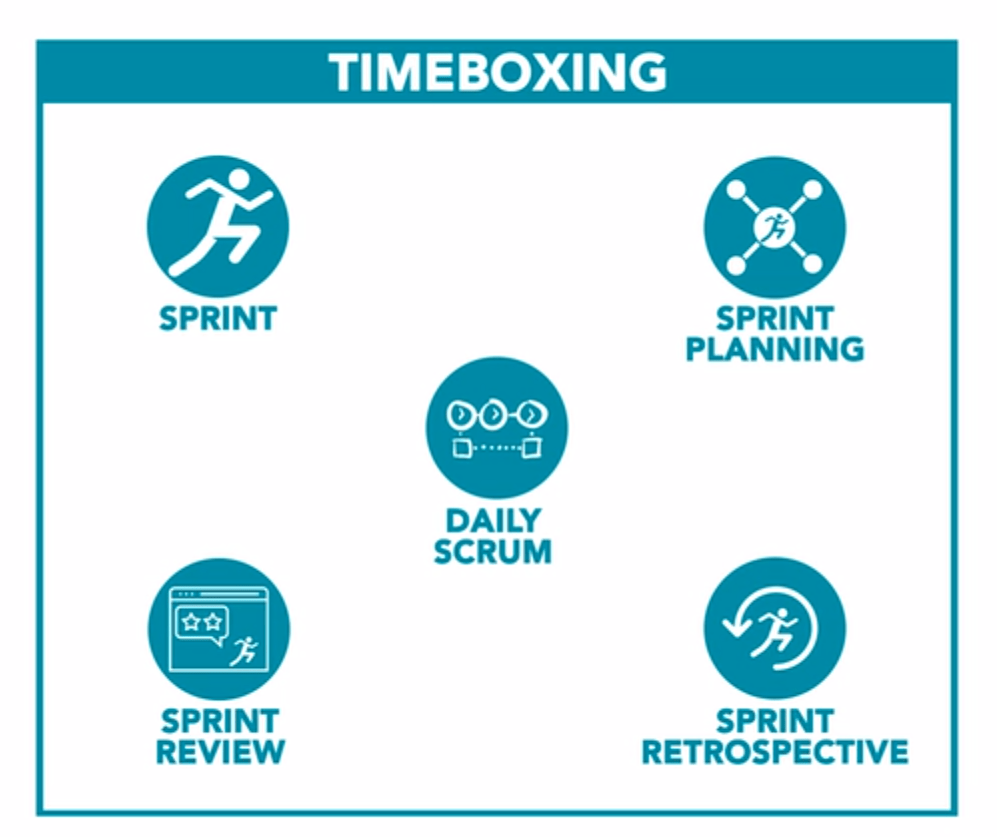 TIMEBOXING
SPRINT
SPRINT
PLANNING
DAILY
SCRUM
SPRINT
REVIEW
SPRINT
RETROSPECTIVE